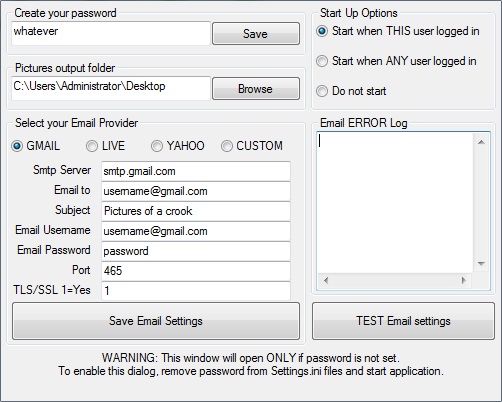 Create your password
whatever
Save
Pictures output folder
C:\Users\Administrator\Desktop
Browse
Start Up Options
Start when THIS user logged in
Start when ANY user logged in
Do not start
Select your Email Provider
GMAIL LIVE YAHOO CUSTOM
Smtp Server smtp.gmail.com
Email to username@gmail.com
Subject Pictures of a crook
Email Username username@gmail.com
Email Password password
Port 465
TLS/SSL 1=Yes 1
Save Email Settings
Email ERROR Log
TEST Email settings
WARNING: This window will open ONLY if password is not set.
To enable this dialog, remove password from Settings.ini files and start application.